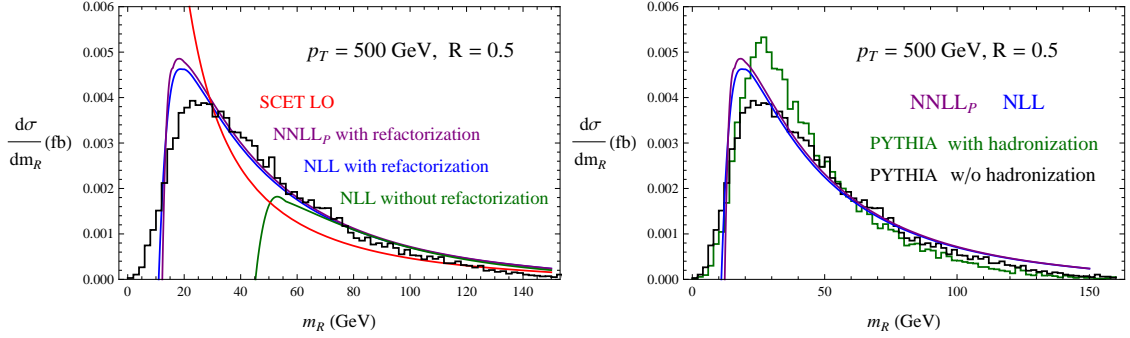 p_T = 500 GeV, R = 0.5
SCET LO
NNLL_P with refactorization
NLL with refactorization
NLL without refactorization
dσ/dm_R (fb)
0.006
0.005
0.004
0.003
0.002
0.001
0.000
0 20 40 60 80 100 120 140
m_R (GeV)
p_T = 500 GeV, R = 0.5
NNLL_P NLL
PYTHIA with hadronization
PYTHIA w/o hadronization
dσ/dm_R (fb)
0.006
0.005
0.004
0.003
0.002
0.001
0.000
0 50 100 150
m_R (GeV)